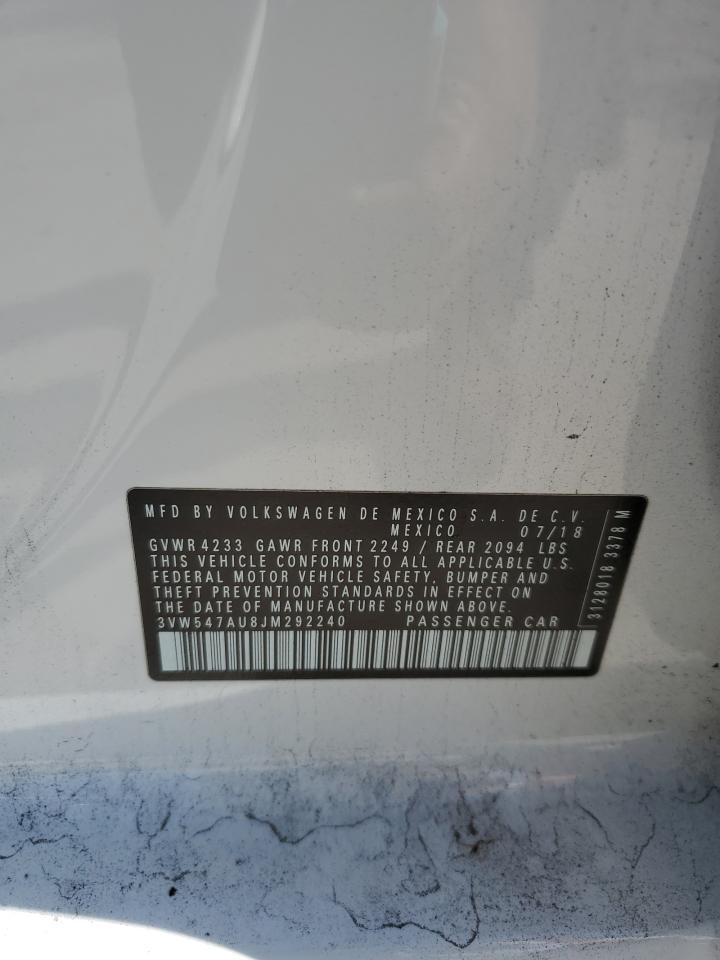 MFD BY VOLKSWAGEN DE MEXICO S.A. DE C.V.
MEXICO 07/18
GVWR 4233 GAWR FRONT 2249 / REAR 2094 LBS
THIS VEHICLE CONFORMS TO ALL APPLICABLE U.S.
FEDERAL MOTOR VEHICLE SAFETY, BUMPER AND
THEFT PREVENTION STANDARDS IN EFFECT ON
THE DATE OF MANUFACTURE SHOWN ABOVE.
3VW547AU8JM292240 PASSENGER CAR
3128018 3378 M